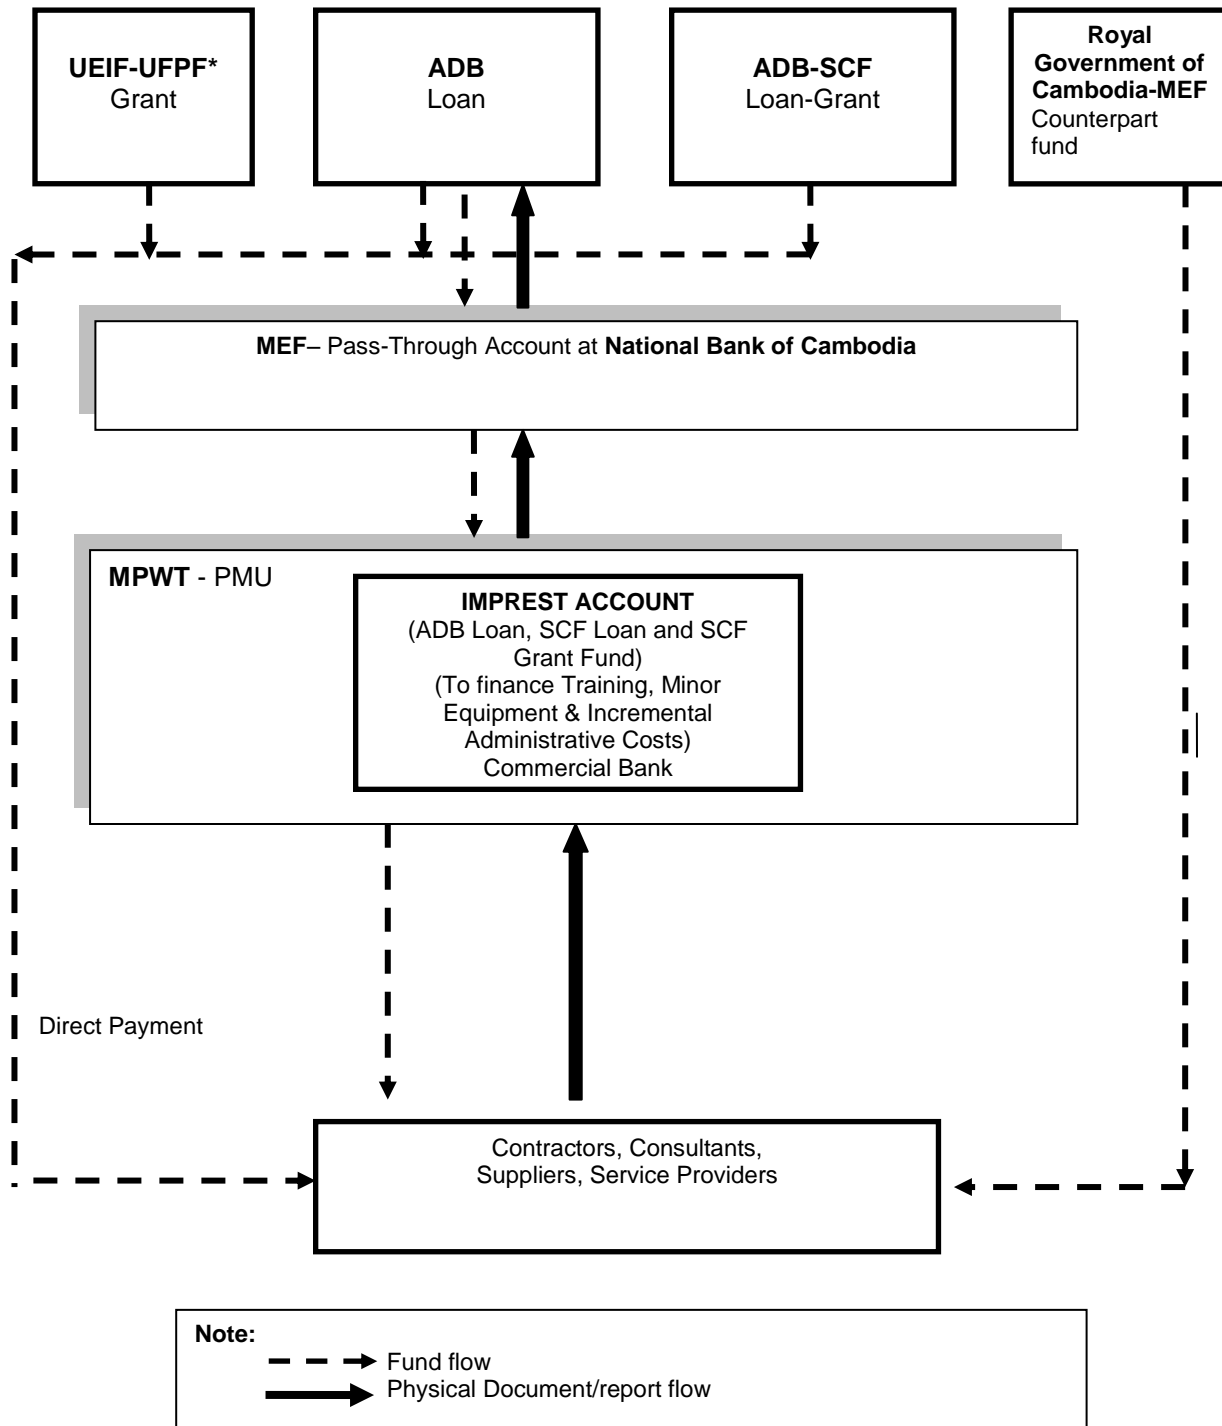 UEIF-UFPF*
Grant
ADB
Loan
ADB-SCF
Loan-Grant
Royal
Government of
Cambodia-MEF
Counterpart
fund
MEF– Pass-Through Account at National Bank of Cambodia
MPWT - PMU
IMPREST ACCOUNT
(ADB Loan, SCF Loan and SCF
Grant Fund)
(To finance Training, Minor
Equipment & Incremental
Administrative Costs)
Commercial Bank
Direct Payment
Contractors, Consultants,
Suppliers, Service Providers
Note:
Fund flow
Physical Document/report flow